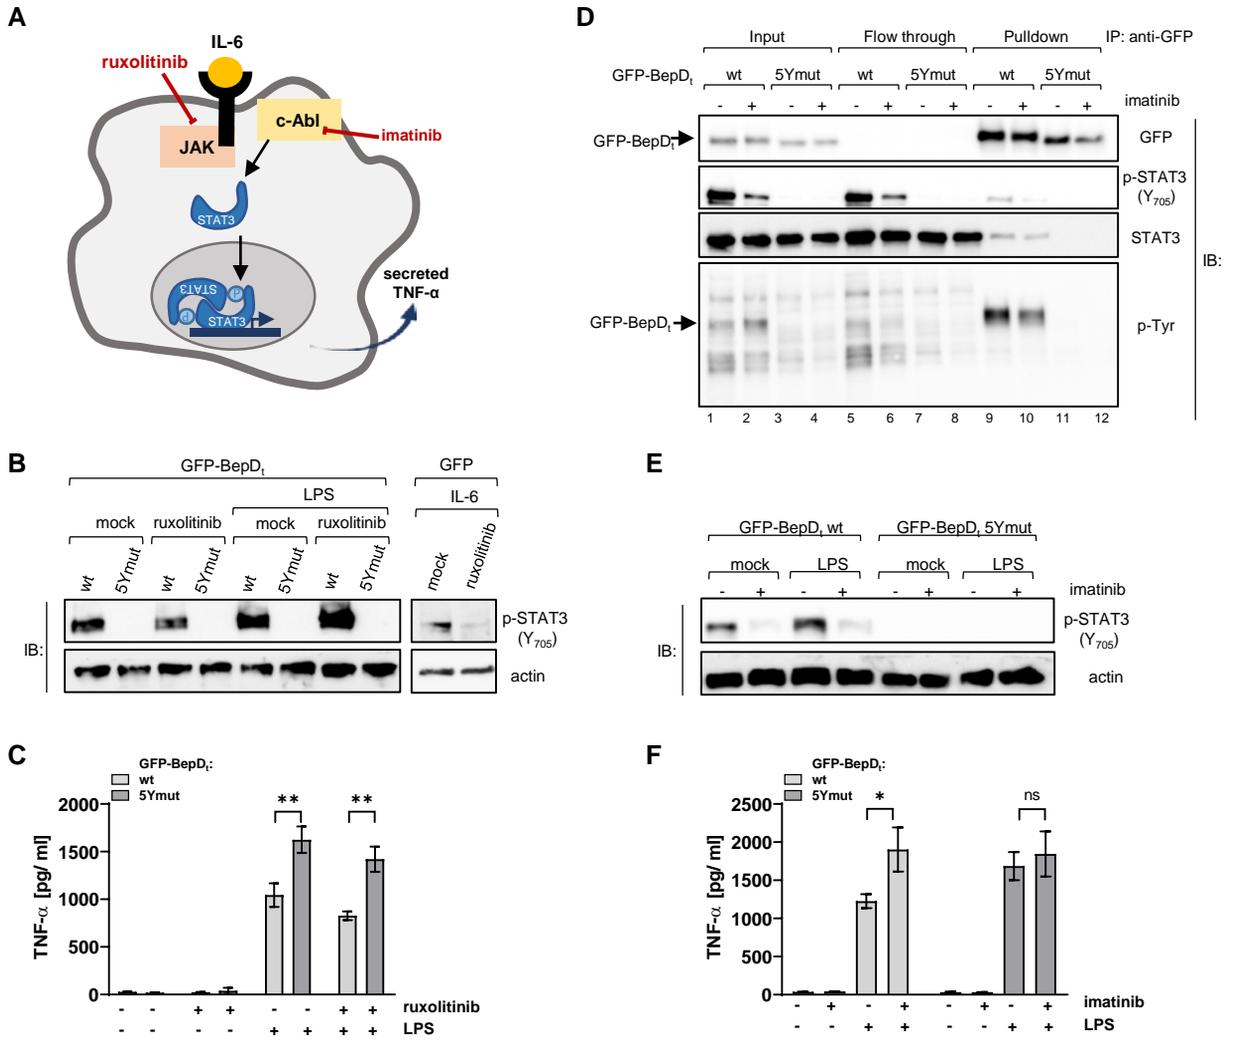 A
IL-6
ruxolitinib
c-Abl
imatinib
JAK
STAT3
secreted
TNF-α
STAT3
P
P
STAT3
D
Input Flow through Pulldown IP: anti-GFP
GFP-BepDt wt 5Ymut wt 5Ymut wt 5Ymut
- + - + - + - + - + - + imatinib
GFP-BepDt GFP
p-STAT3
(Y705)
STAT3
IB:
GFP-BepDt p-Tyr
1 2 3 4 5 6 7 8 9 10 11 12
B
GFP-BepDt GFP
LPS IL-6
mock ruxolitinib mock ruxolitinib
wt 5Ymut wt 5Ymut wt 5Ymut wt 5Ymut mock ruxolitinib
p-STAT3
(Y705)
IB:
actin
E
GFP-BepDt wt GFP-BepDt 5Ymut
mock LPS mock LPS
- + - + - + - + imatinib
p-STAT3
(Y705)
IB:
actin
C
GFP-BepDt:
wt
5Ymut
2000
1500
1000
500
0
TNF-α [pg/ ml]
** **
- - + + - - + + ruxolitinib
- - - - + + + + LPS
F
GFP-BepDt:
wt
5Ymut
2500
2000
1500
1000
500
0
TNF-α [pg/ ml]
* ns
- + - + - + - + imatinib
- - + + - - + + LPS